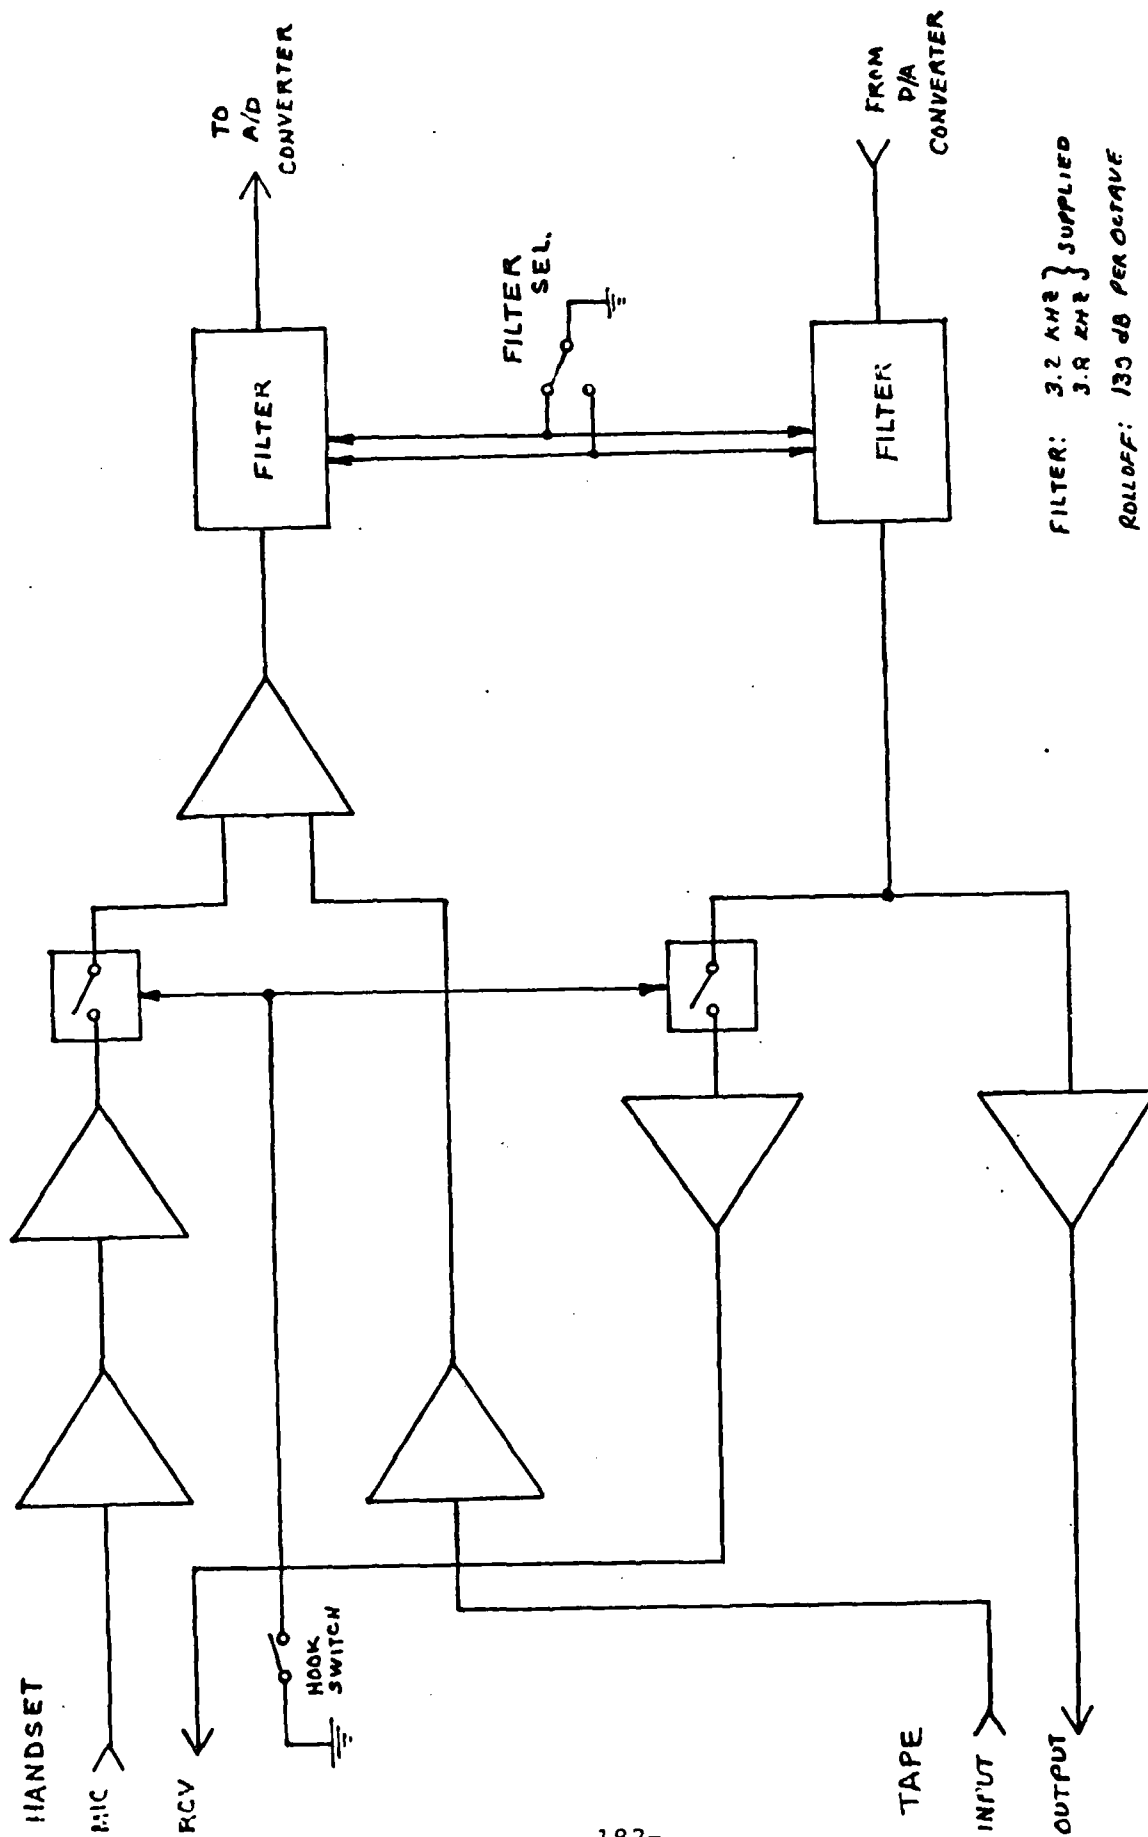 HANDSET
MIC
RCV
HOOK
SWITCH
TAPE
INPUT
OUTPUT
FILTER
FILTER
SEL.
FILTER
TO
A/D
CONVERTER
FROM
D/A
CONVERTER
FILTER: 3.2 KHZ } SUPPLIED
3.8 KHZ
ROLLOFF: dB PER OCTAVE